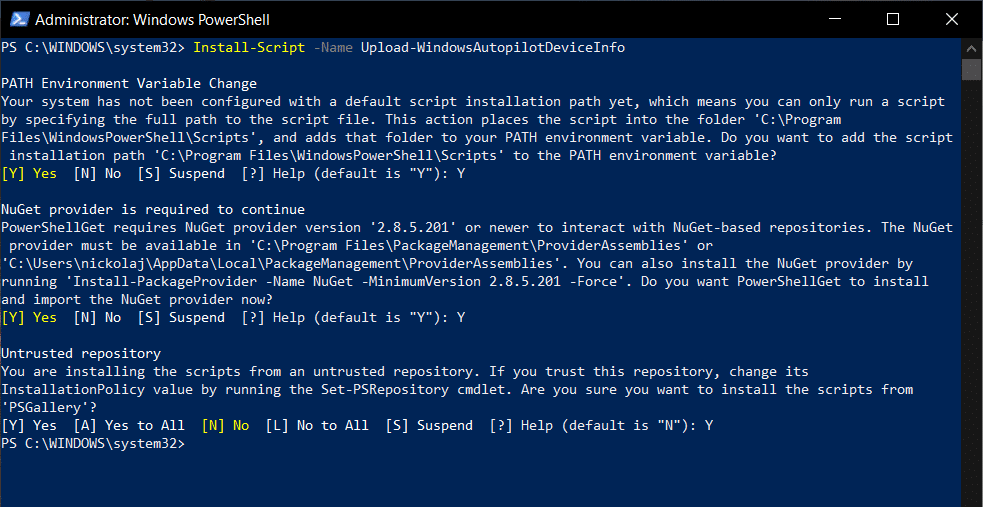 Administrator: Windows PowerShell
PS C:\WINDOWS\system32> Install-Script -Name Upload-WindowsAutopilotDeviceInfo
PATH Environment Variable Change
Your system has not been configured with a default script installation path yet, which means you can only run a script
by specifying the full path to the script file. This action places the script into the folder 'C:\Program
Files\WindowsPowerShell\Scripts', and adds that folder to your PATH environment variable. Do you want to add the script
installation path 'C:\Program Files\WindowsPowerShell\Scripts' to the PATH environment variable?
[Y] Yes  [N] No  [S] Suspend  [?] Help (default is "Y"): Y
NuGet provider is required to continue
PowerShellGet requires NuGet provider version '2.8.5.201' or newer to interact with NuGet-based repositories. The NuGet
provider must be available in 'C:\Program Files\PackageManagement\ProviderAssemblies' or
'C:\Users\nickolaj\AppData\Local\PackageManagement\ProviderAssemblies'. You can also install the NuGet provider by
running 'Install-PackageProvider -Name NuGet -MinimumVersion 2.8.5.201 -Force'. Do you want PowerShellGet to install
and import the NuGet provider now?
[Y] Yes  [N] No  [S] Suspend  [?] Help (default is "Y"): Y
Untrusted repository
You are installing the scripts from an untrusted repository. If you trust this repository, change its
InstallationPolicy value by running the Set-PSRepository cmdlet. Are you sure you want to install the scripts from
'PSGallery'?
[Y] Yes  [A] Yes to All  [N] No  [L] No to All  [S] Suspend  [?] Help (default is "N"): Y
PS C:\WINDOWS\system32>